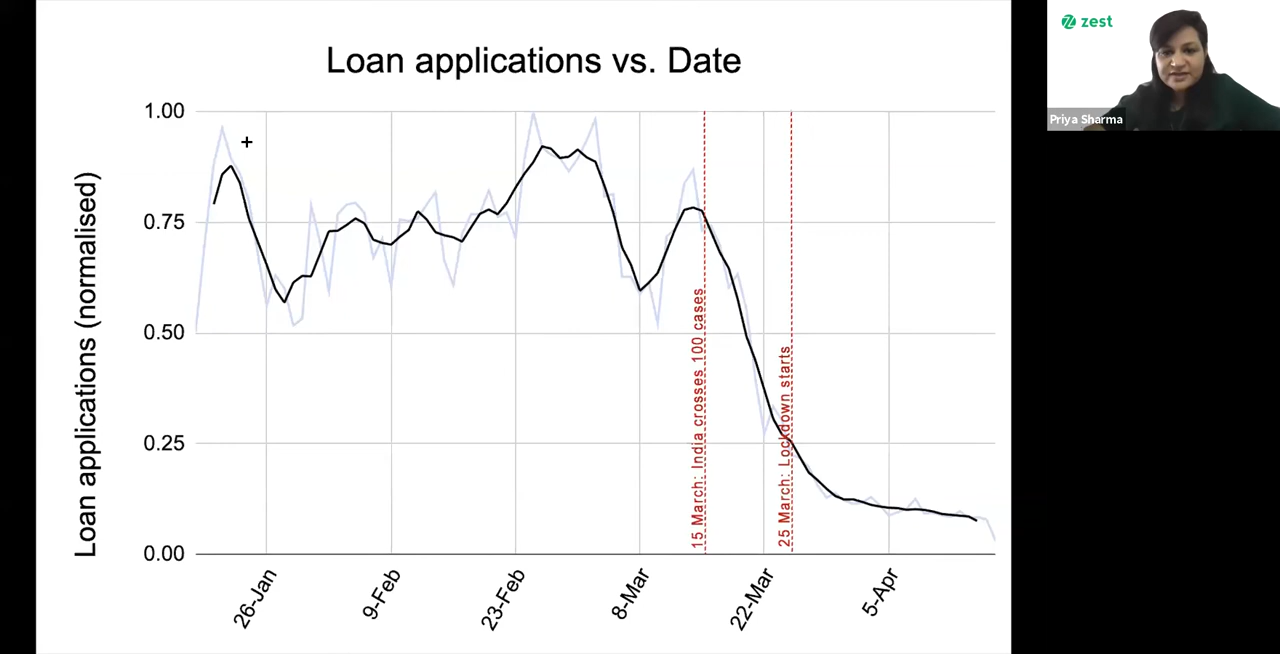 Loan applications vs. Date
zest
Priya Sharma
Loan applications (normalised)
1.00
0.75
0.50
0.25
0.00
15 March: India crosses 100 cases
25 March: Lockdown starts
26-Jan
9-Feb
23-Feb
8-Mar
22-Mar
5-Apr